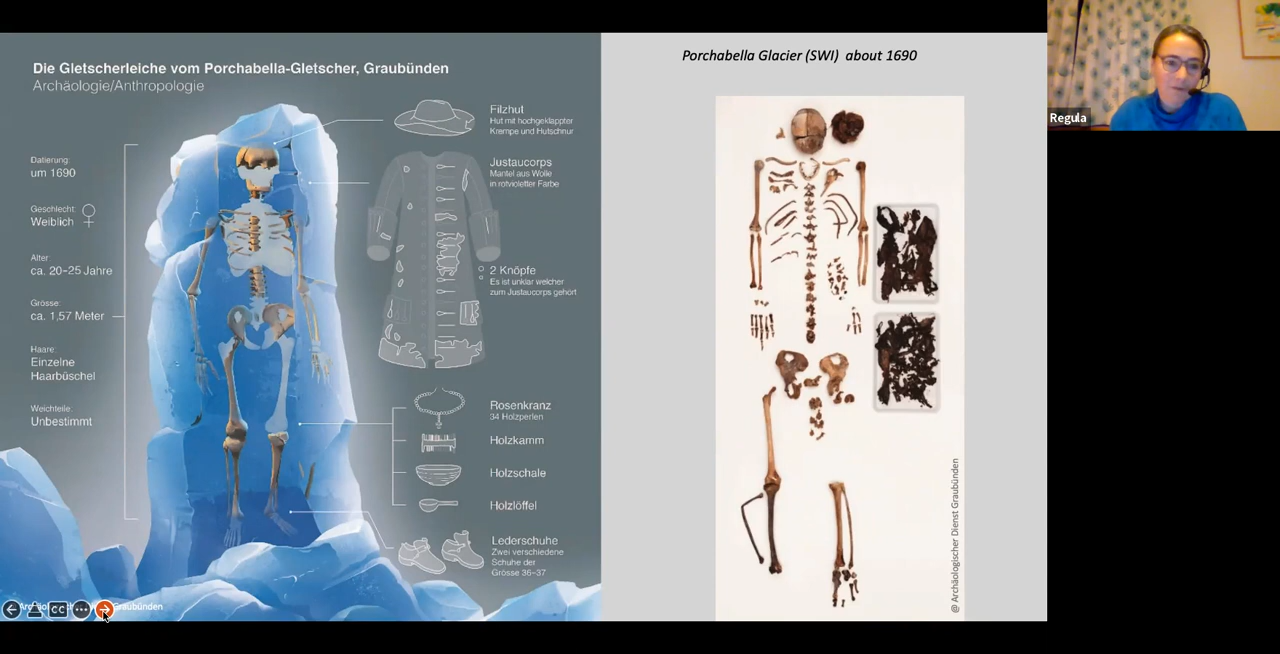 Die Gletscherleiche vom Porchabella-Gletscher, Graubünden
Archäologie/Anthropologie
Datierung:
um 1690
Geschlecht:
Weiblich
Alter:
ca. 20–25 Jahre
Grösse:
ca. 1,57 Meter
Haare:
Einzelne
Haarbüschel
Weichteile:
Unbestimmt
Filzhut
Hut mit hochgeklappter
Krempe und Hutschnur
Justaucorps
Mantel aus Wolle
in rotvioletter Farbe
2 Knöpfe
Es ist unklar welcher
zum Justaucorps gehört
Rosenkranz
34 Holzperlen
Holzkamm
Holzschale
Holzlöffel
Lederschuhe
Zwei verschiedene
Schuhe der
Grösse 36–37
CC
Graubünden
Porchabella Glacier (SWI) about 1690
@ Archäologischer Dienst Graubünden
Regula